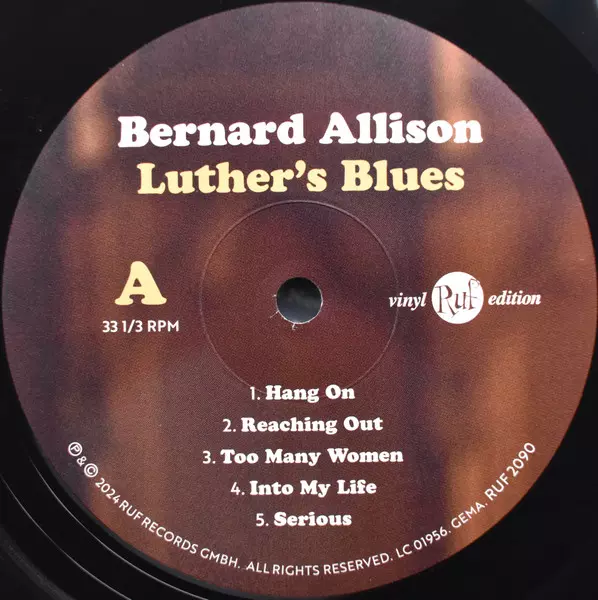 Bernard Allison
Luther's Blues
A
33 1/3 RPM
vinyl Ruf edition
1. Hang On
2. Reaching Out
3. Too Many Women
4. Into My Life
5. Serious
℗ & © 2024 RUF RECORDS GMBH. ALL RIGHTS RESERVED. LC 01956. GEMA. RUF 2090